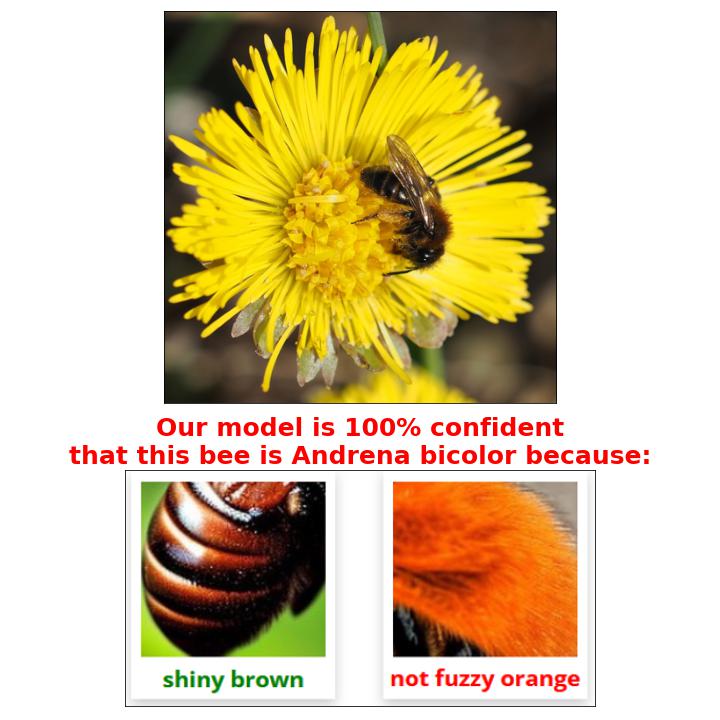 Our model is 100% confident
that this bee is Andrena bicolor because:
shiny brown
not fuzzy orange